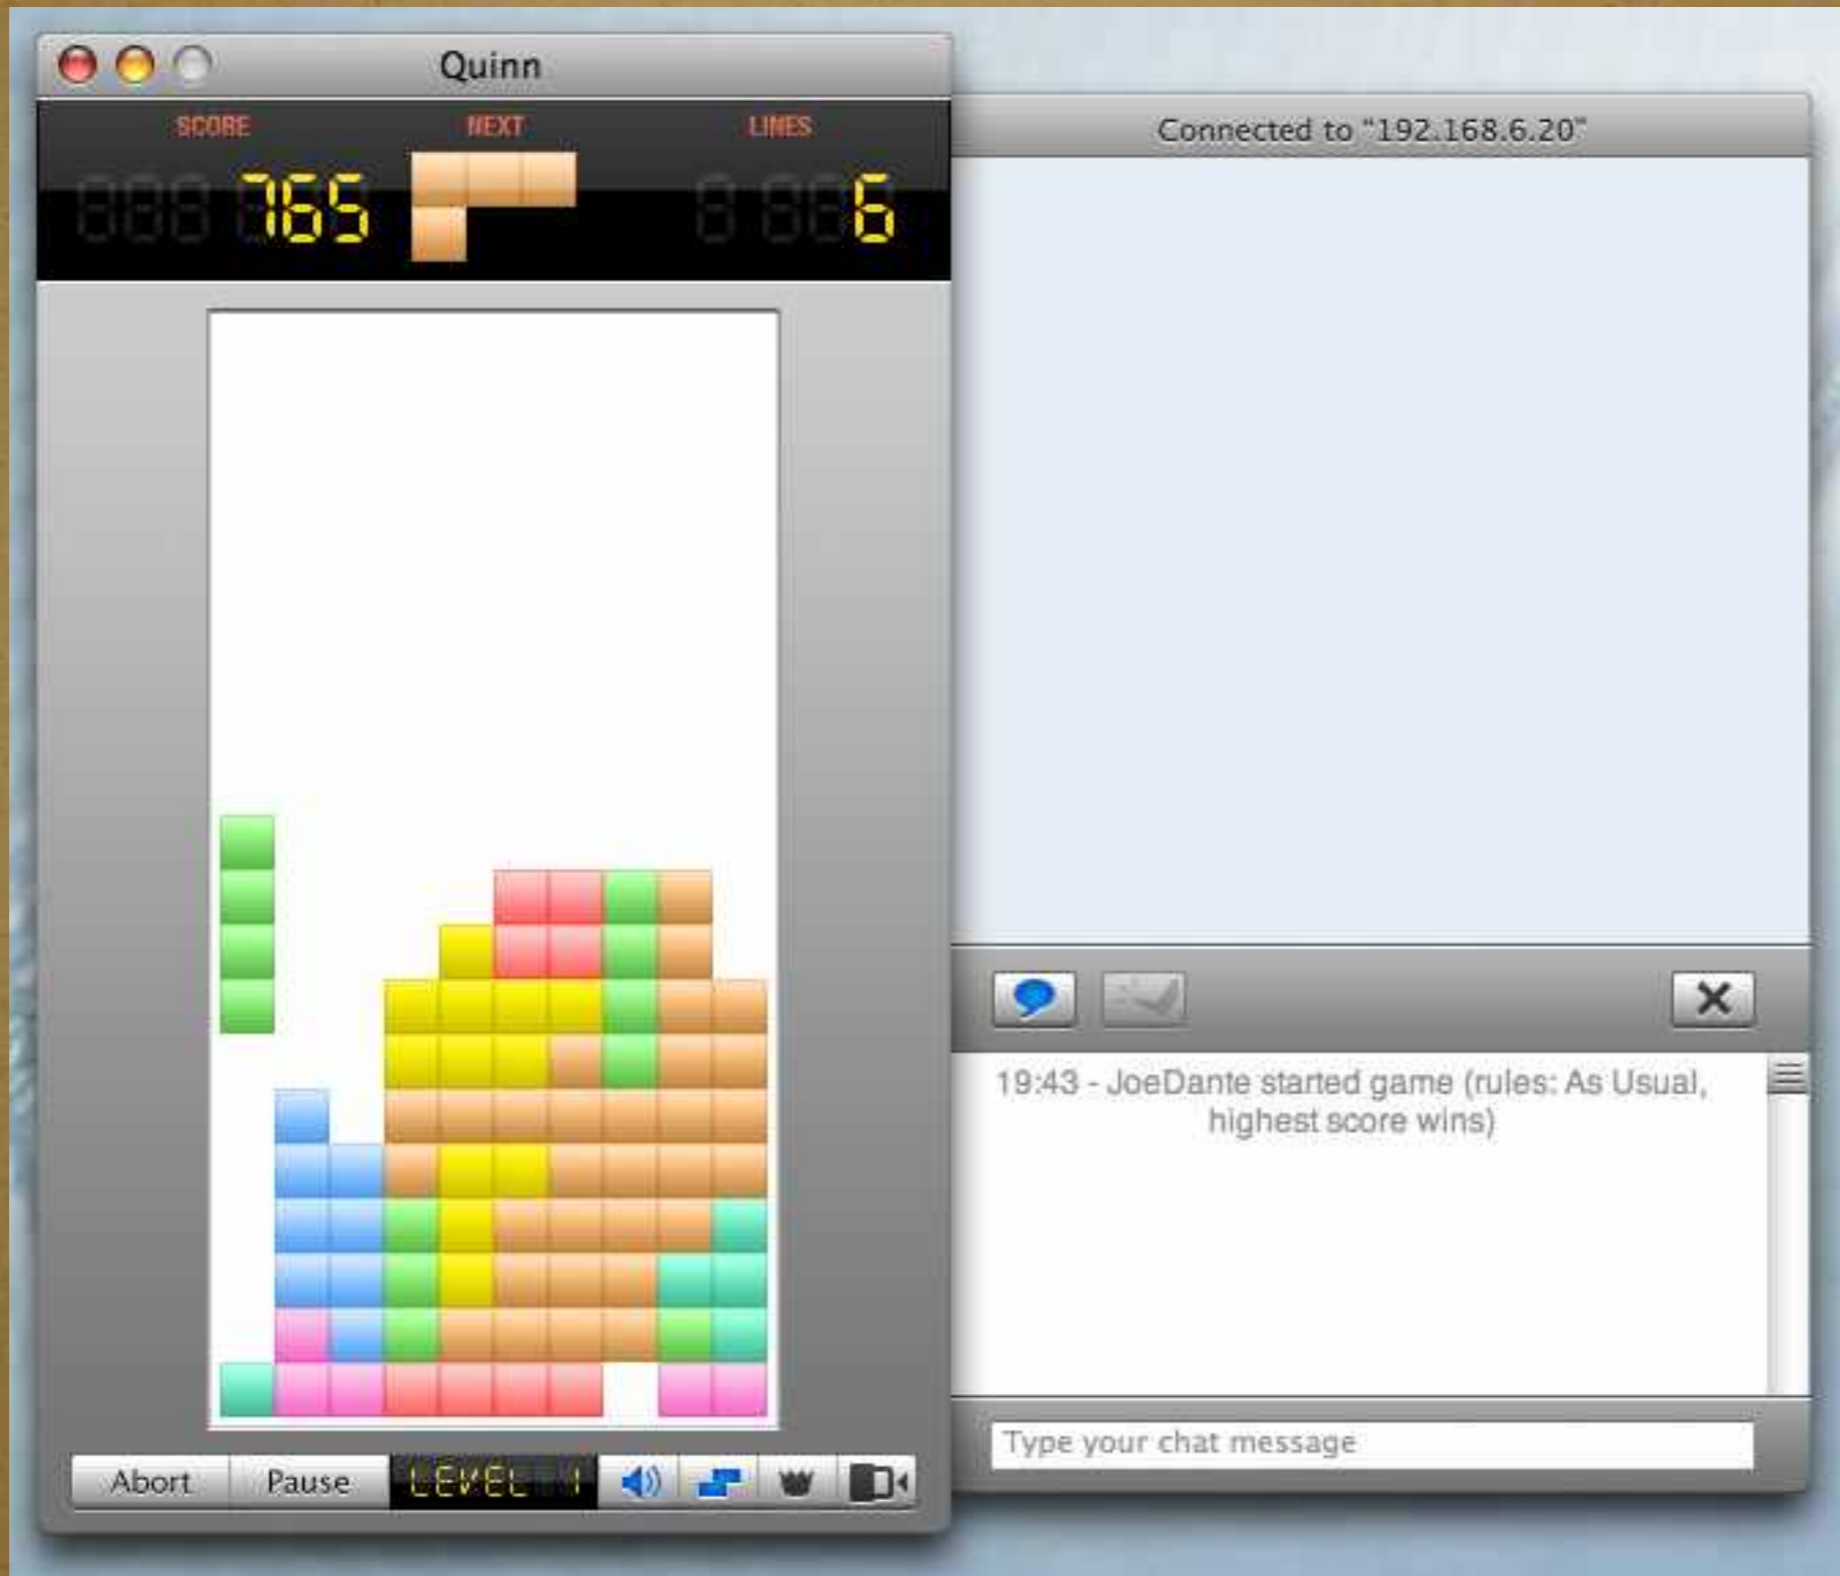 Quinn
SCORE
NEXT
LINES
765
6
Connected to "192.168.6.20"
19:43 - JoeDante started game (rules: As Usual,
highest score wins)
Type your chat message
Abort
Pause
LEVEL 1